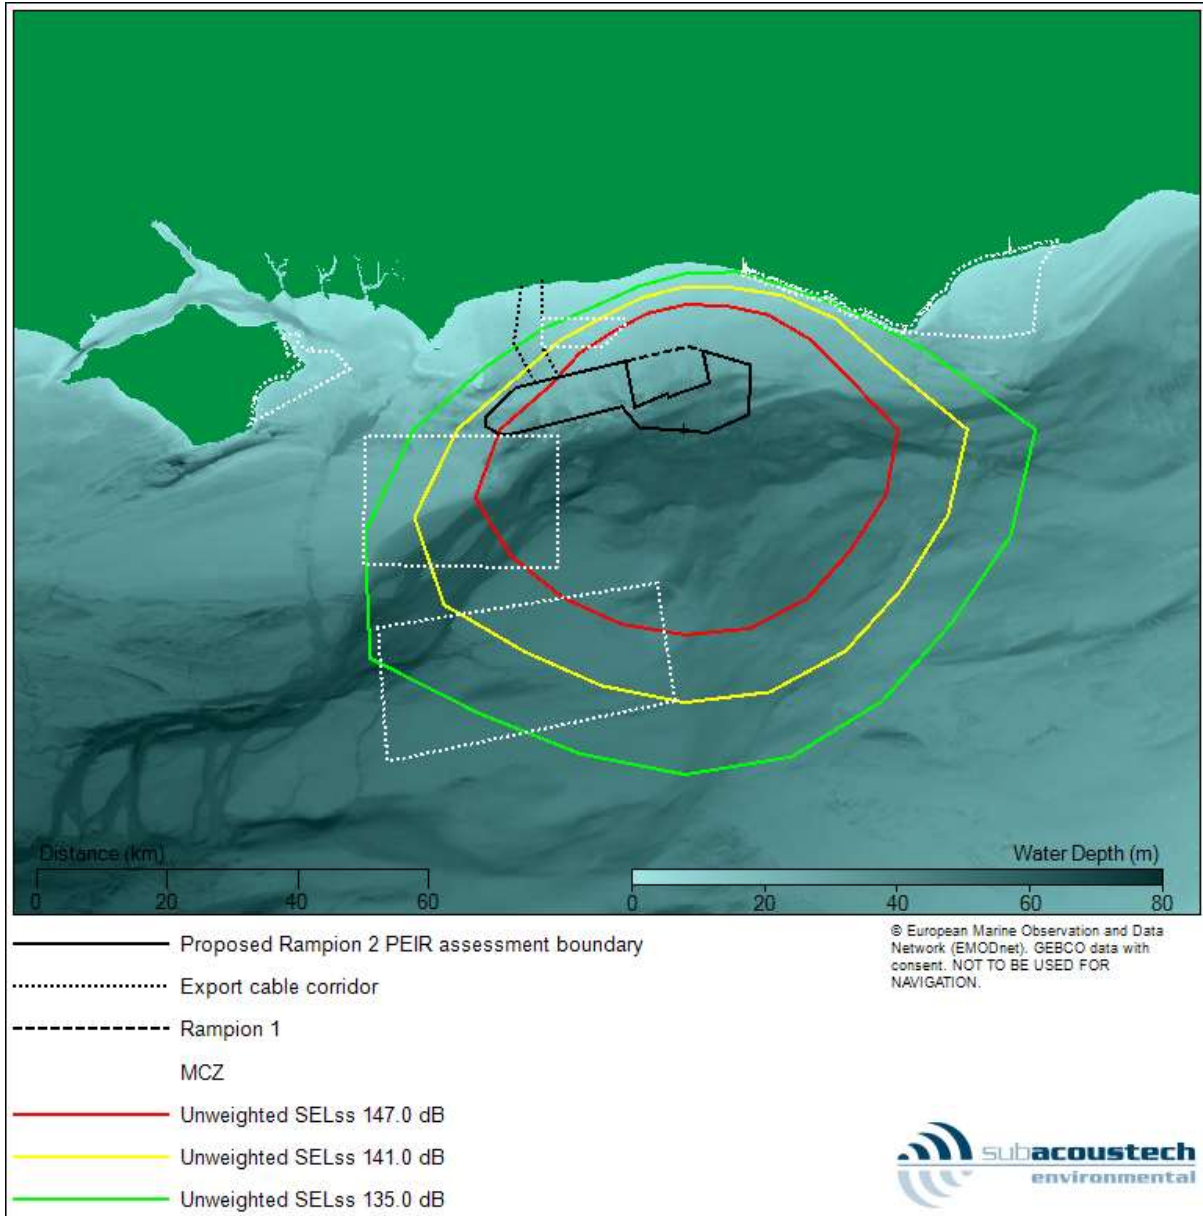 Distance (km)
0 20 40 60
Water Depth (m)
0 20 40 60 80
Proposed Rampion 2 PEIR assessment boundary
Export cable corridor
Rampion 1
MCZ
Unweighted SELss 147.0 dB
Unweighted SELss 141.0 dB
Unweighted SELss 135.0 dB
© European Marine Observation and Data
Network (EMODnet). GEBCO data with
consent. NOT TO BE USED FOR
NAVIGATION.
subacoustech
environmental